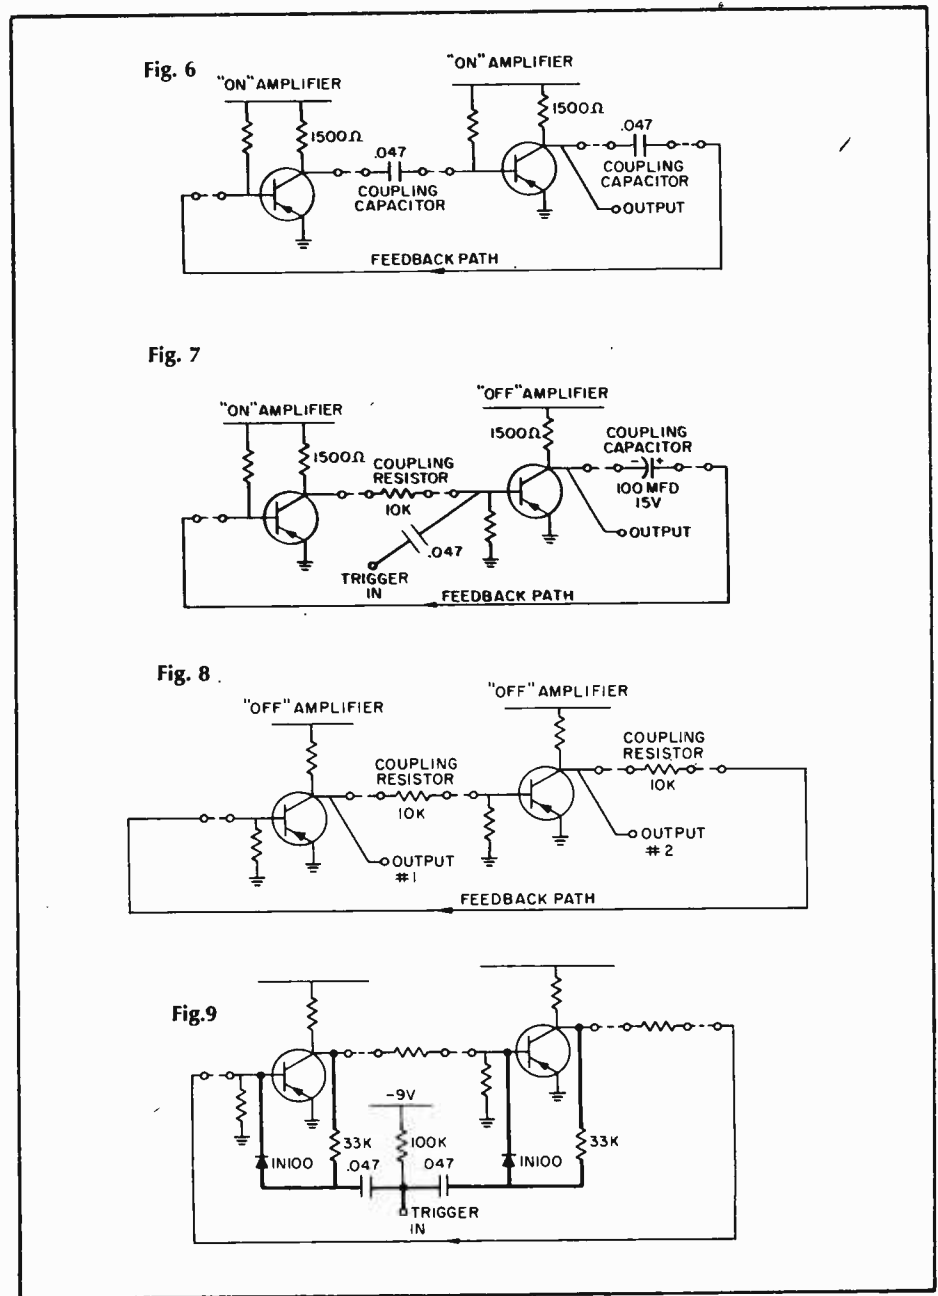 Fig. 6
"ON" AMPLIFIER
"ON" AMPLIFIER
1500Ω
1500Ω
.047
COUPLING
CAPACITOR
.047
COUPLING
CAPACITOR
OUTPUT
FEEDBACK PATH
Fig. 7
"ON" AMPLIFIER
"OFF" AMPLIFIER
1500Ω
1500Ω
COUPLING
RESISTOR
10K
COUPLING
CAPACITOR
- +
100 MFD
15V
.047
TRIGGER
IN
OUTPUT
FEEDBACK PATH
Fig. 8
"OFF" AMPLIFIER
"OFF" AMPLIFIER
COUPLING
RESISTOR
10K
COUPLING
RESISTOR
10K
OUTPUT
#1
OUTPUT
#2
FEEDBACK PATH
Fig.9
-9V
33K
100K
33K
IN100
.047
047
IN100
TRIGGER
IN